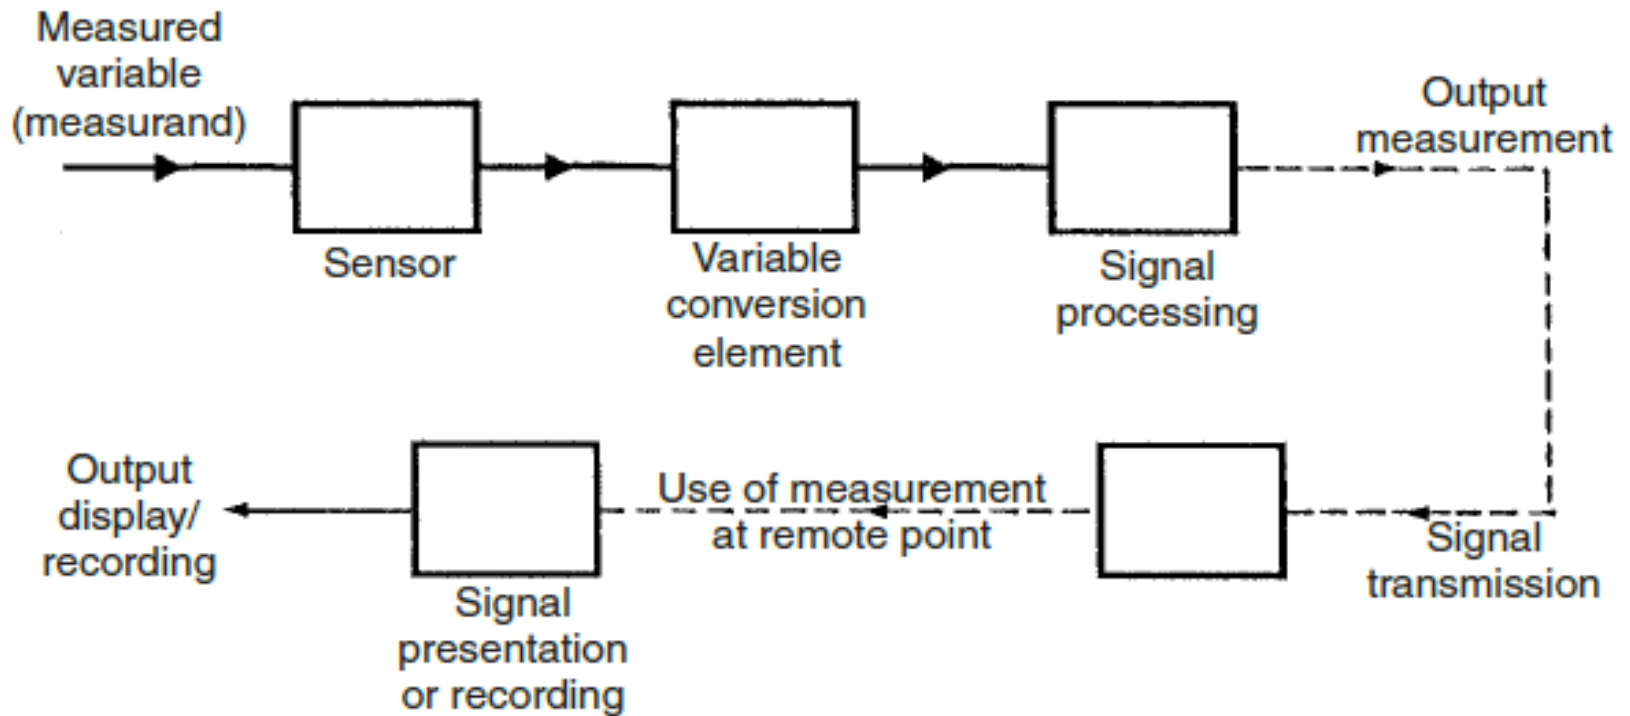 Measured
variable
(measurand)
Output
measurement
Sensor
Variable
conversion
element
Signal
processing
Output
display/
recording
Signal
presentation
or recording
Use of measurement
at remote point
Signal
transmission